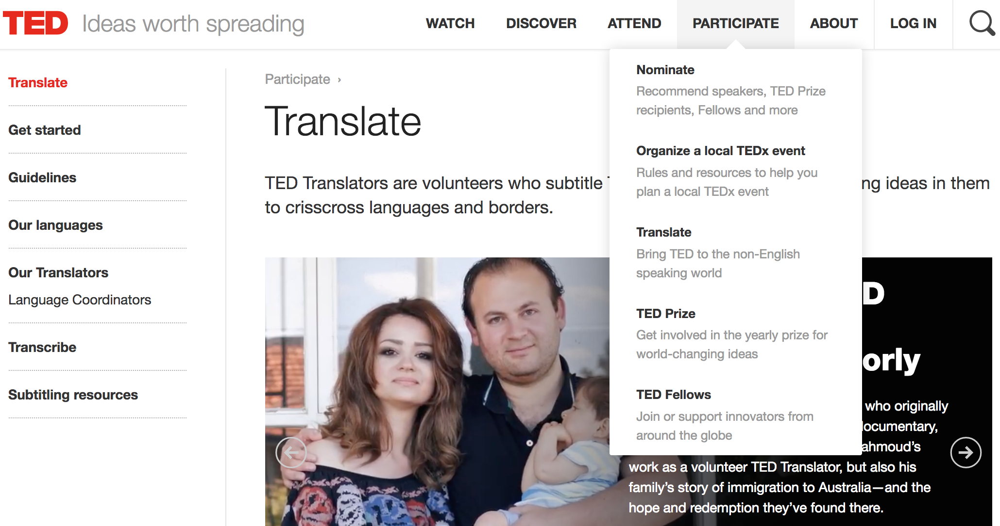 TED Ideas worth spreading
WATCH DISCOVER ATTEND PARTICIPATE ABOUT LOG IN
Translate
Get started
Guidelines
Our languages
Our Translators
Language Coordinators
Transcribe
Subtitling resources
Participate ›
Translate
TED Translators are volunteers who subtitle ng ideas in them
to crisscross languages and borders.
Nominate
Recommend speakers, TED Prize
recipients, Fellows and more
Organize a local TEDx event
Rules and resources to help you
plan a local TEDx event
Translate
Bring TED to the non-English
speaking world
TED Prize
Get involved in the yearly prize for
world-changing ideas
TED Fellows
Join or support innovators from
around the globe
D
orly
who originally
ocumentary,
ahmoud’s
work as a volunteer TED Translator, but also his
family’s story of immigration to Australia—and the
hope and redemption they’ve found there.